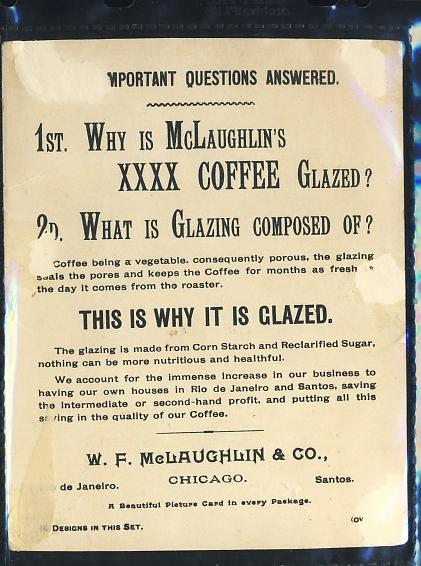 IMPORTANT QUESTIONS ANSWERED.
1ST. WHY IS MCLAUGHLIN'S
XXXX COFFEE GLAZED?
2D. WHAT IS GLAZING COMPOSED OF?
Coffee being a vegetable, consequently porous, the glazing
seals the pores and keeps the Coffee for months as fresh
the day it comes from the roaster.
THIS IS WHY IT IS GLAZED.
The glazing is made from Corn Starch and Reclarified Sugar,
nothing can be more nutritious and healthful.
We account for the immense increase in our business to
having our own houses in Rio de Janeiro and Santos, saving
the intermediate or second-hand profit, and putting all this
saving in the quality of our Coffee.
W. F. McLAUGHLIN & CO.,
de Janeiro. CHICAGO. Santos.
A Beautiful Picture Card in every Package.
DESIGNS IN THIS SET.